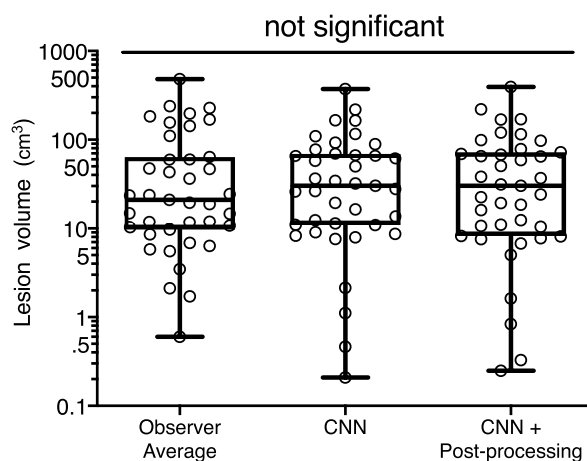 not significant
1000
500
100
50
10
5
1
.5
0.1
Lesion volume (cm³)
Observer
Average
CNN
CNN +
Post-processing